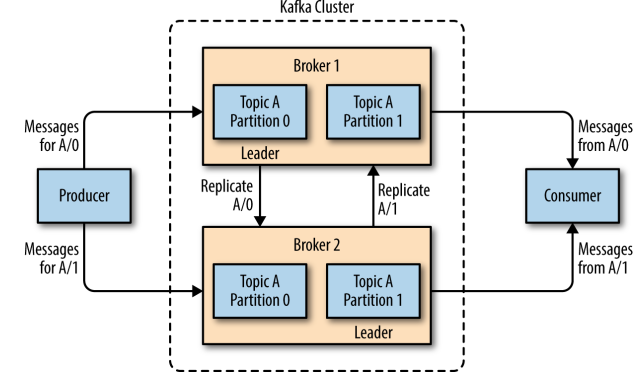 Kafka Cluster
Broker 1
Topic A
Partition 0
Topic A
Partition 1
Leader
Messages
for A/0
Messages
from A/0
Producer
Replicate
A/0
Replicate
A/1
Consumer
Messages
for A/1
Messages
from A/1
Broker 2
Topic A
Partition 0
Topic A
Partition 1
Leader